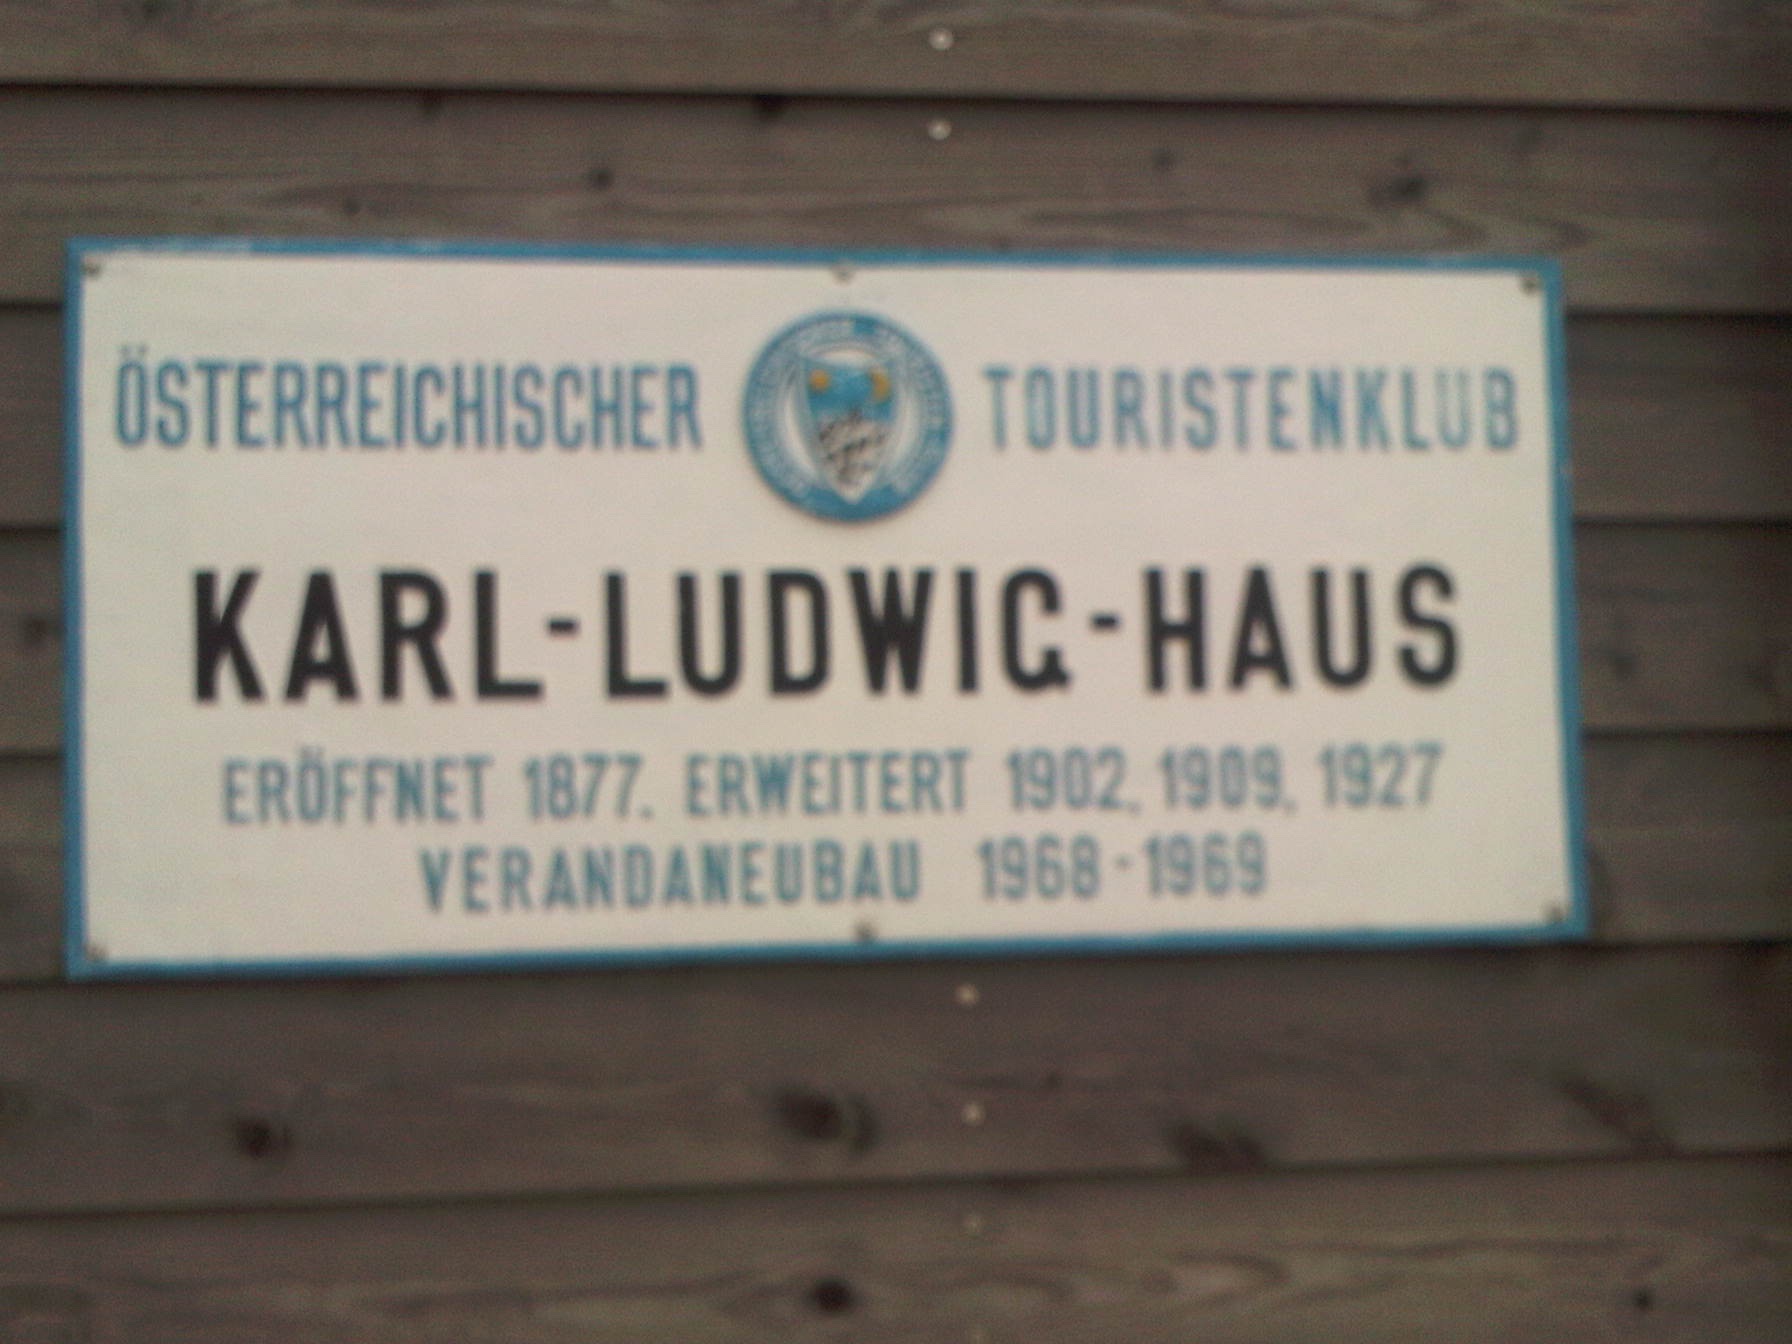 ÖSTERREICHISCHER TOURISTENKLUB
KARL-LUDWIG-HAUS
ERÖFFNET 1877. ERWEITERT 1902, 1909, 1927
VERANDANEUBAU 1968-1969